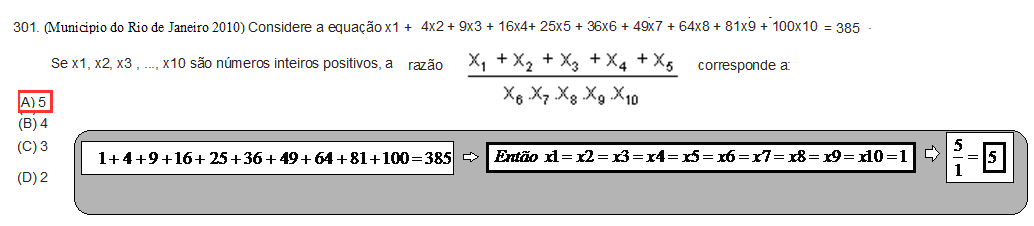 301. (Municipio do Rio de Janeiro 2010) Considere a equação x1 + 4x2 + 9x3 + 16x4+ 25x5 + 36x6 + 49x7 + 64x8 + 81x9 + 100x10 = 385 .
Se x1, x2, x3 , ..., x10 são números inteiros positivos, a razão X1 + X2 + X3 + X4 + X5 corresponde a:
X6 .X7 .X8 .X9 .X10
A) 5
(B) 4
(C) 3
(D) 2
1+4+9+16+25+36+49+64+81+100=385 ⇨ Então x1=x2=x3=x4=x5=x6=x7=x8=x9=x10=1 ⇨ 5/1 = 5